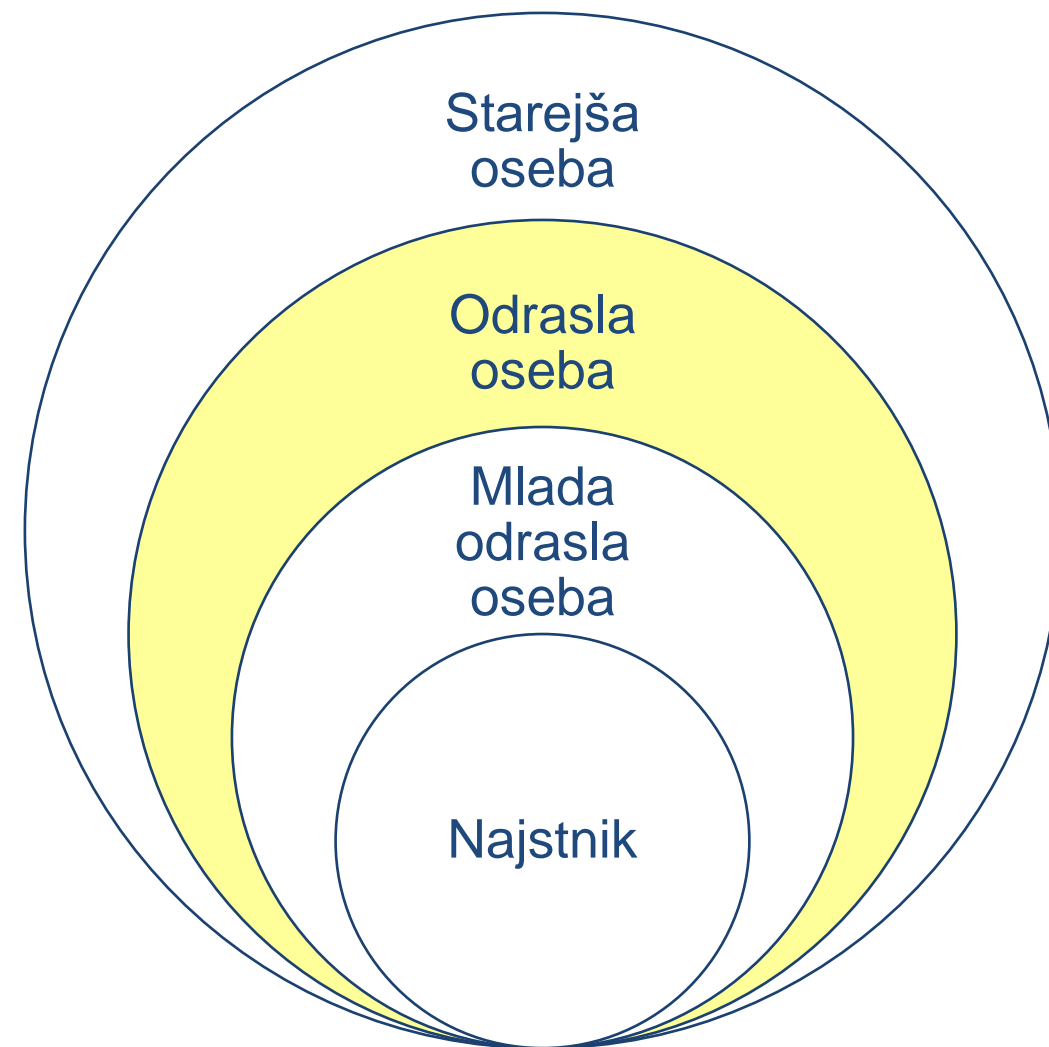 Starejša
oseba
Odrasla
oseba
Mlada
odrasla
oseba
Najstnik